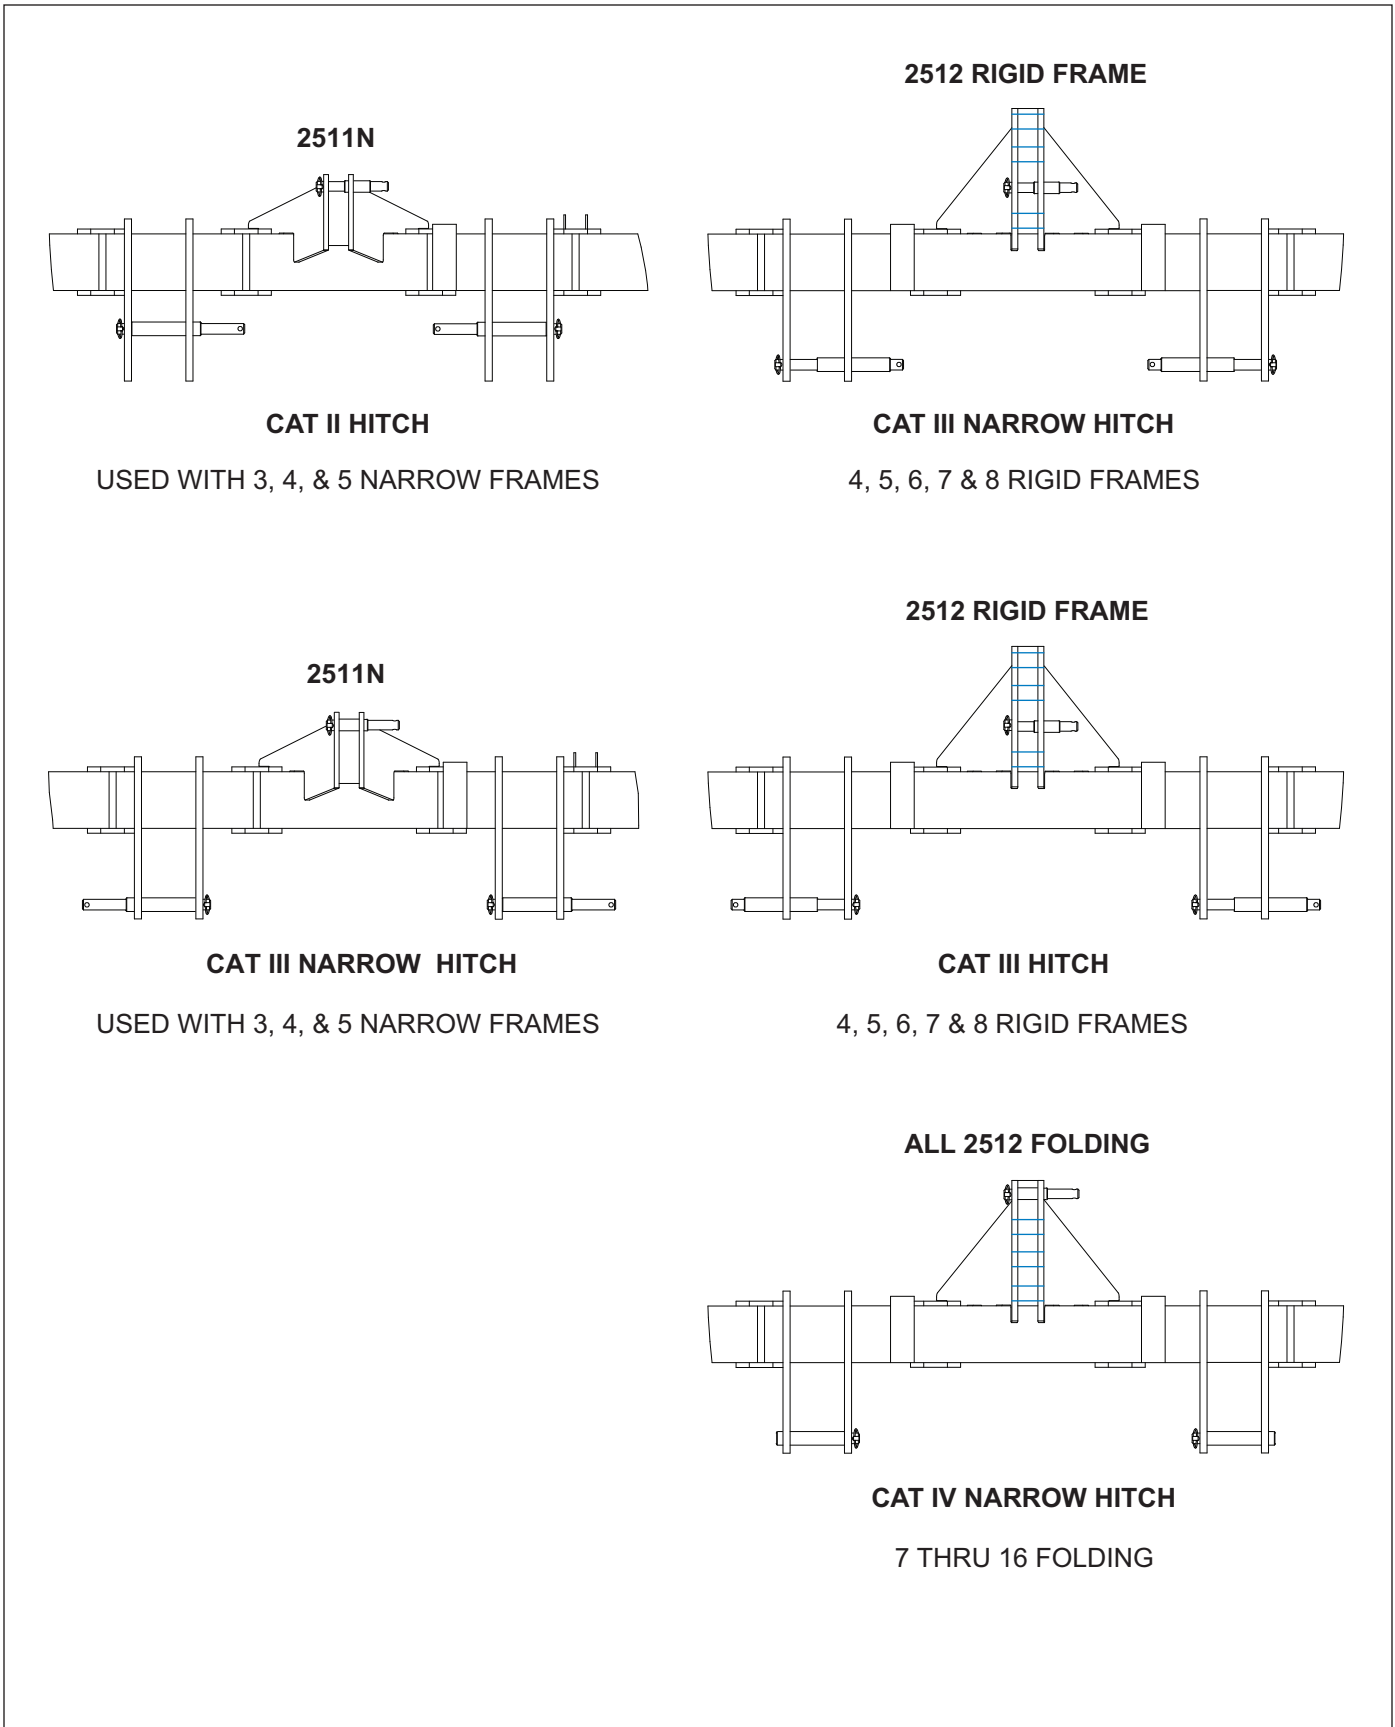 2511N
CAT II HITCH
USED WITH 3, 4, & 5 NARROW FRAMES
2512 RIGID FRAME
CAT III NARROW HITCH
4, 5, 6, 7 & 8 RIGID FRAMES
2511N
CAT III NARROW  HITCH
USED WITH 3, 4, & 5 NARROW FRAMES
2512 RIGID FRAME
CAT III HITCH
4, 5, 6, 7 & 8 RIGID FRAMES
ALL 2512 FOLDING
CAT IV NARROW HITCH
7 THRU 16 FOLDING